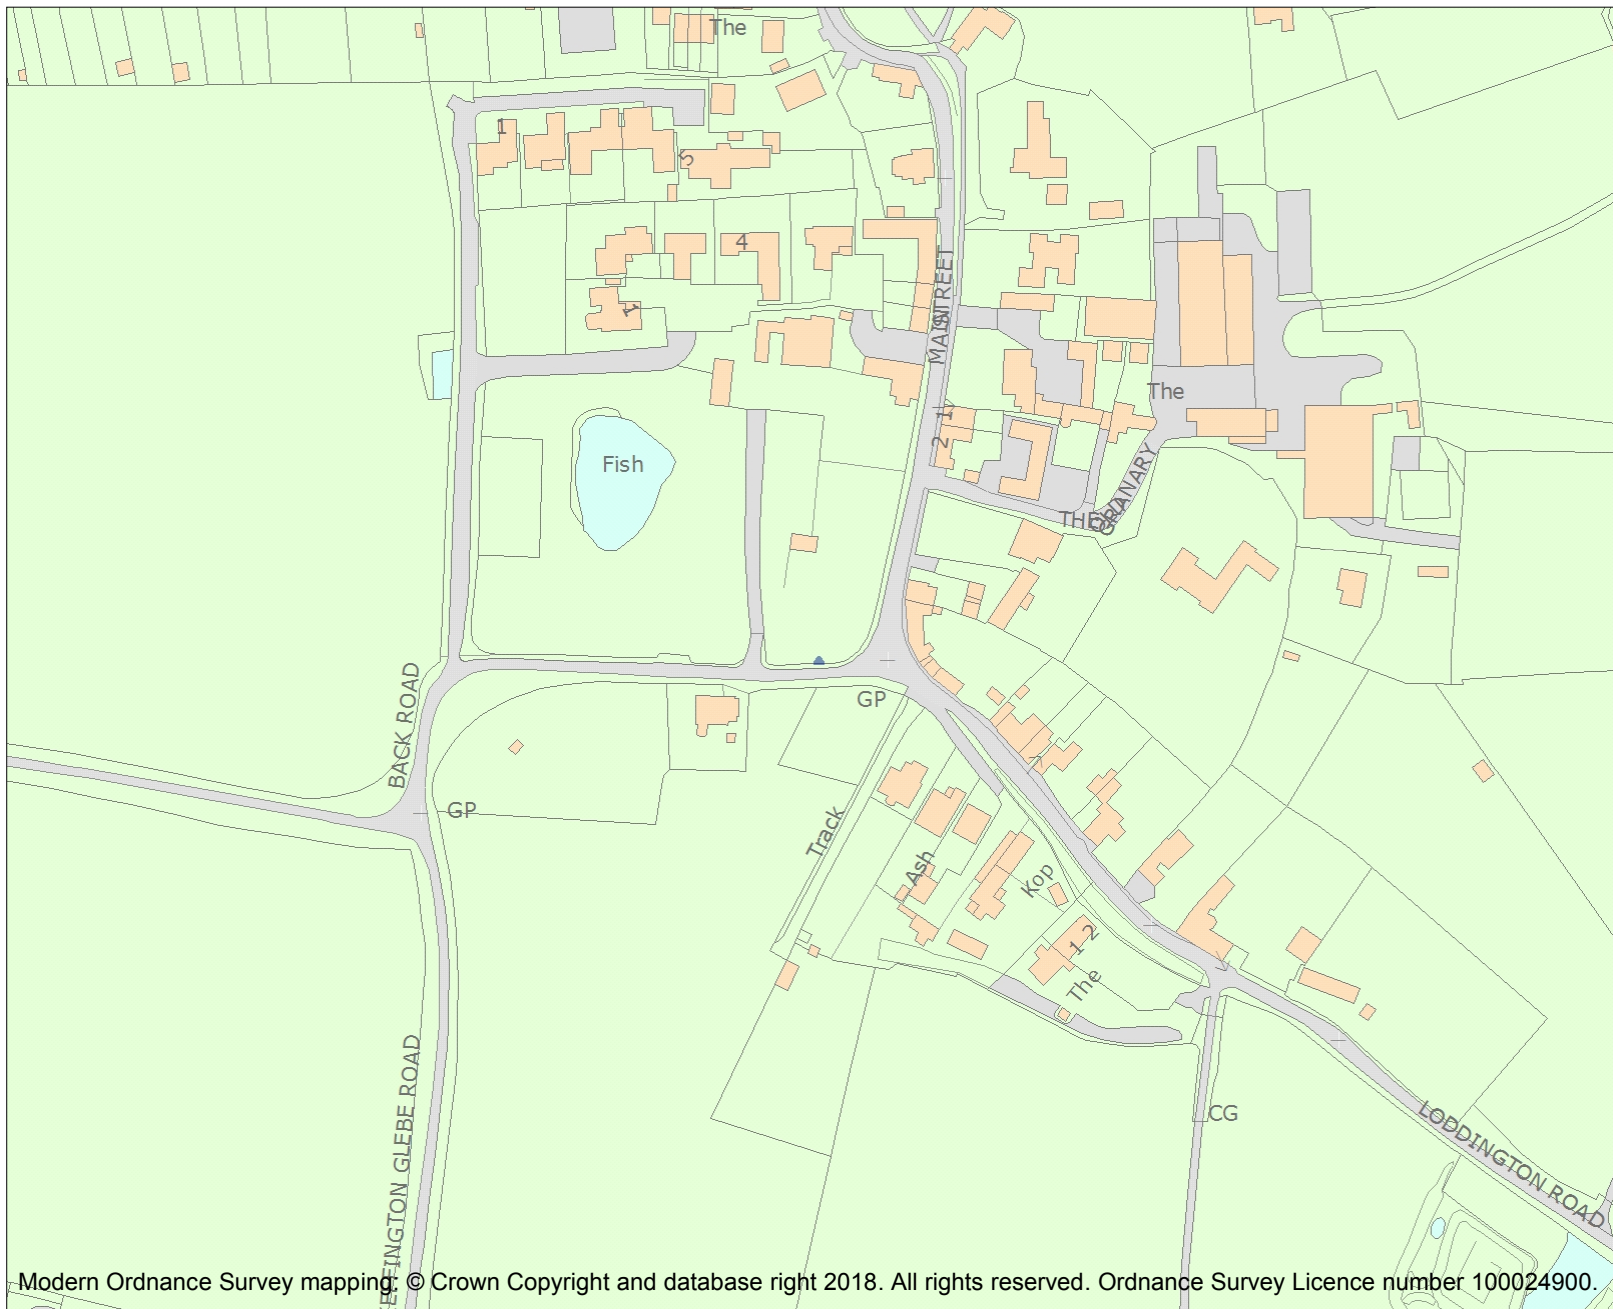 The
1
5
4
1
MAIN STREET
The
1
2
Fish
THE OLD GRANARY
BACK ROAD
GP
GP
Track
Ash
Kop
1 2
The
CG
LODDINGTON ROAD
EFFINGTON GLEBE ROAD
Modern Ordnance Survey mapping: © Crown Copyright and database right 2018. All rights reserved. Ordnance Survey Licence number 100024900.